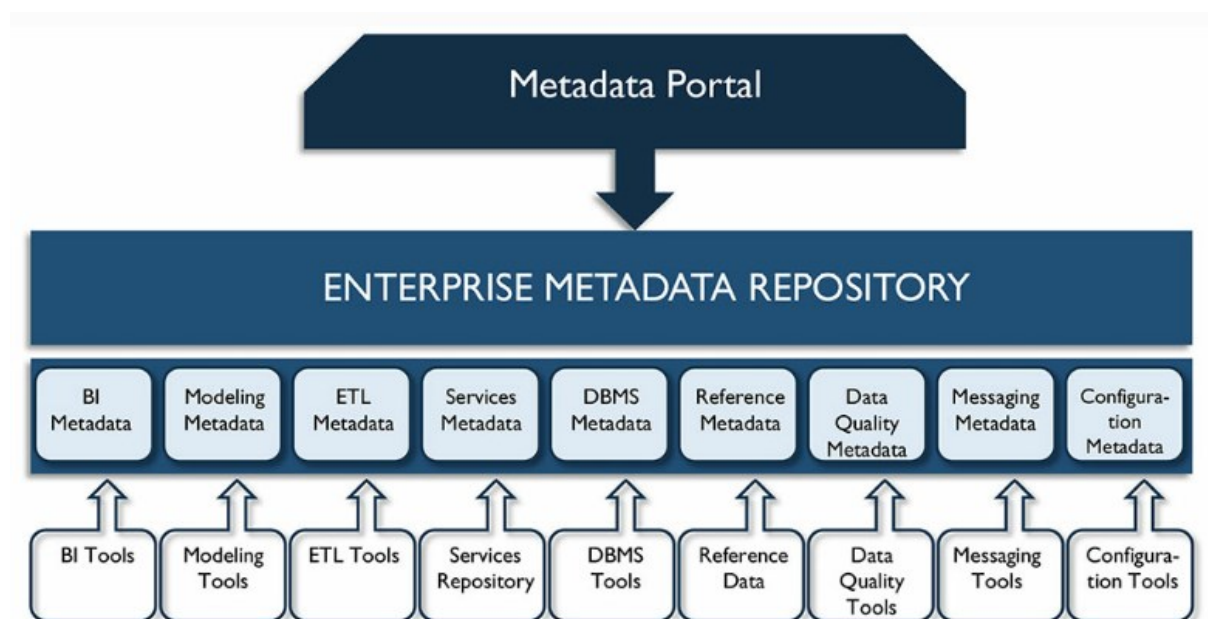 Metadata Portal
ENTERPRISE METADATA REPOSITORY
BI
Metadata
Modeling
Metadata
ETL
Metadata
Services
Metadata
DBMS
Metadata
Reference
Metadata
Data
Quality
Metadata
Messaging
Metadata
Configura-
tion
Metadata
BI Tools
Modeling
Tools
ETL Tools
Services
Repository
DBMS
Tools
Reference
Data
Data
Quality
Tools
Messaging
Tools
Configura-
tion Tools